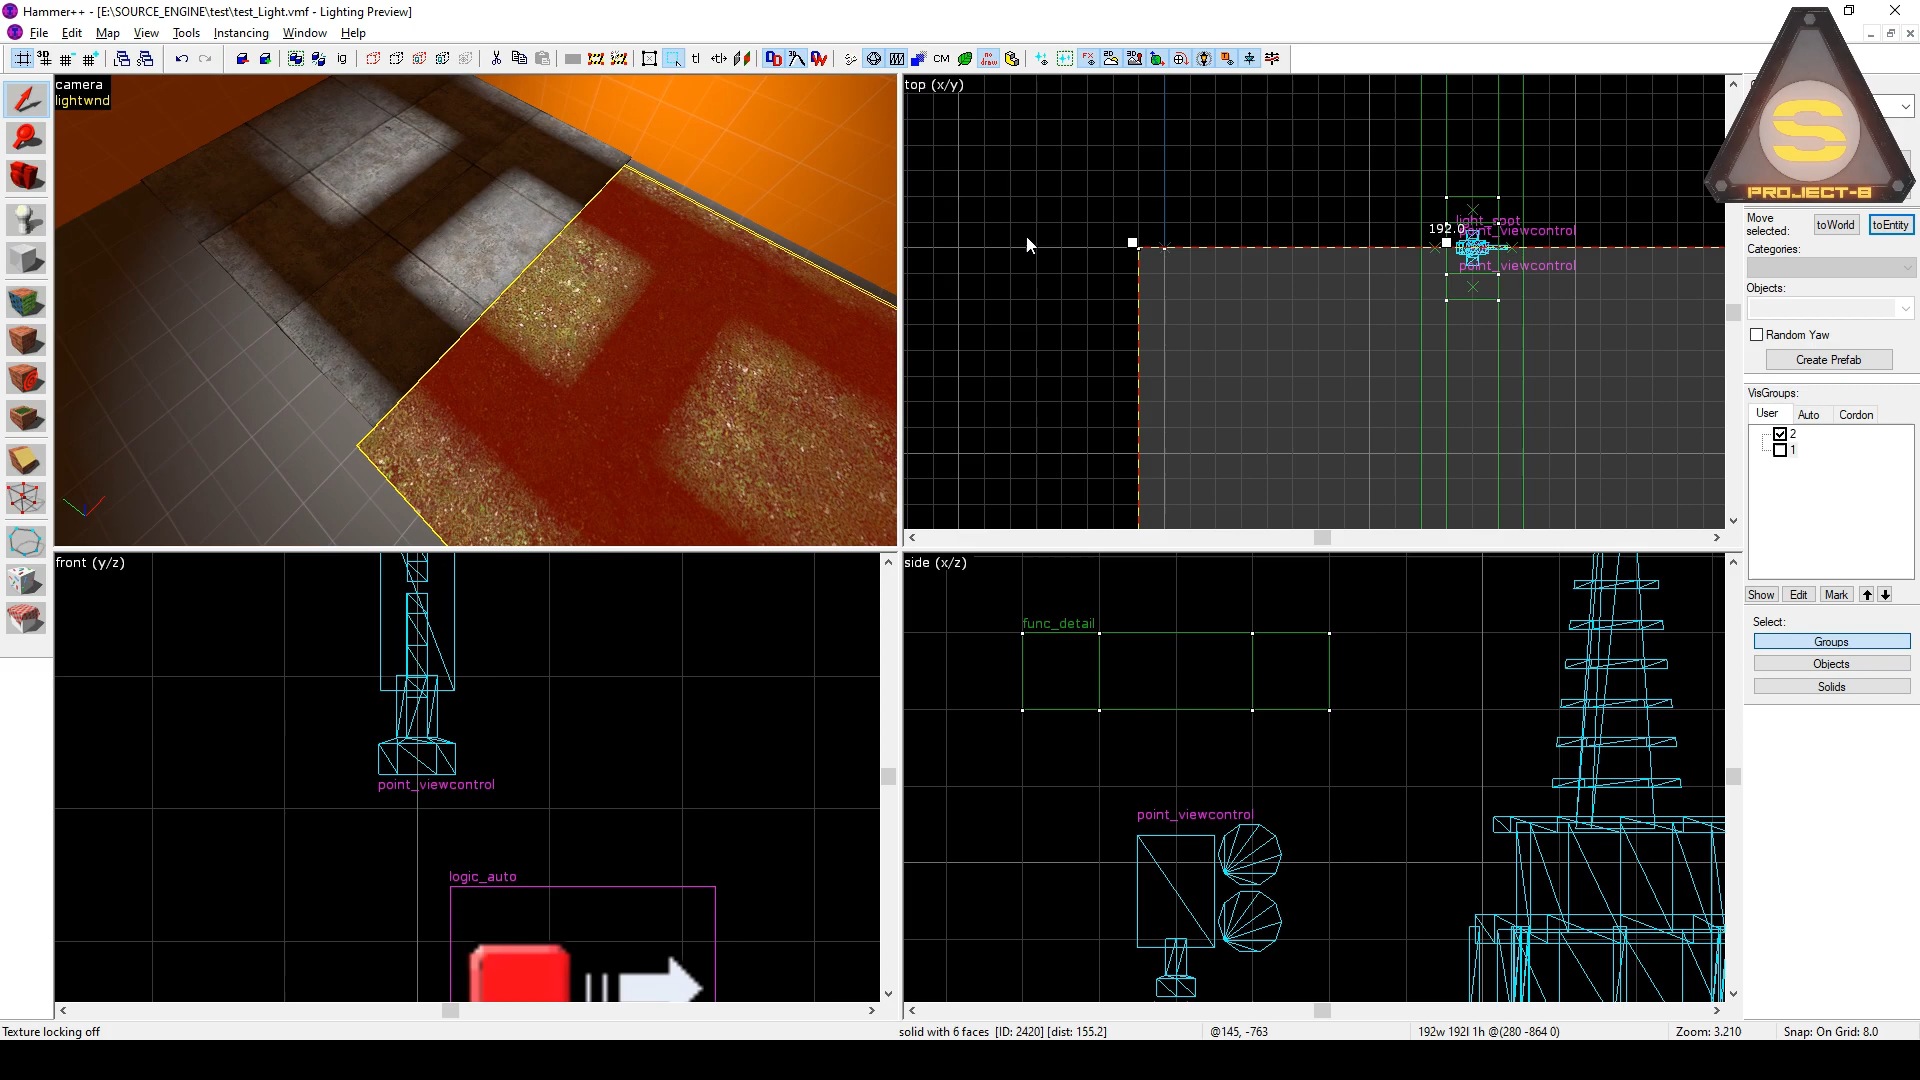 Hammer++ - [E:\SOURCE_ENGINE\test\test_Light.vmf - Lighting Preview]
File Edit Map View Tools Instancing Window Help
3D ig tl CM
camera
lightwnd
top (x/y)
light_spot
point_viewcontrol
192.0
point_viewcontrol
front (y/z)
point_viewcontrol
logic_auto
side (x/z)
func_detail
point_viewcontrol
S
PROJECT-8
Move selected:
toWorld
toEntity
Categories:
Objects:
Random Yaw
Create Prefab
VisGroups:
User Auto Cordon
2
1
Show Edit Mark
Select:
Groups
Objects
Solids
Texture locking off
solid with 6 faces [ID: 2420] [dist: 155.2]
@145, -763
192w 192l 1h @(280 -864 0)
Zoom: 3.210
Snap: On Grid: 8.0